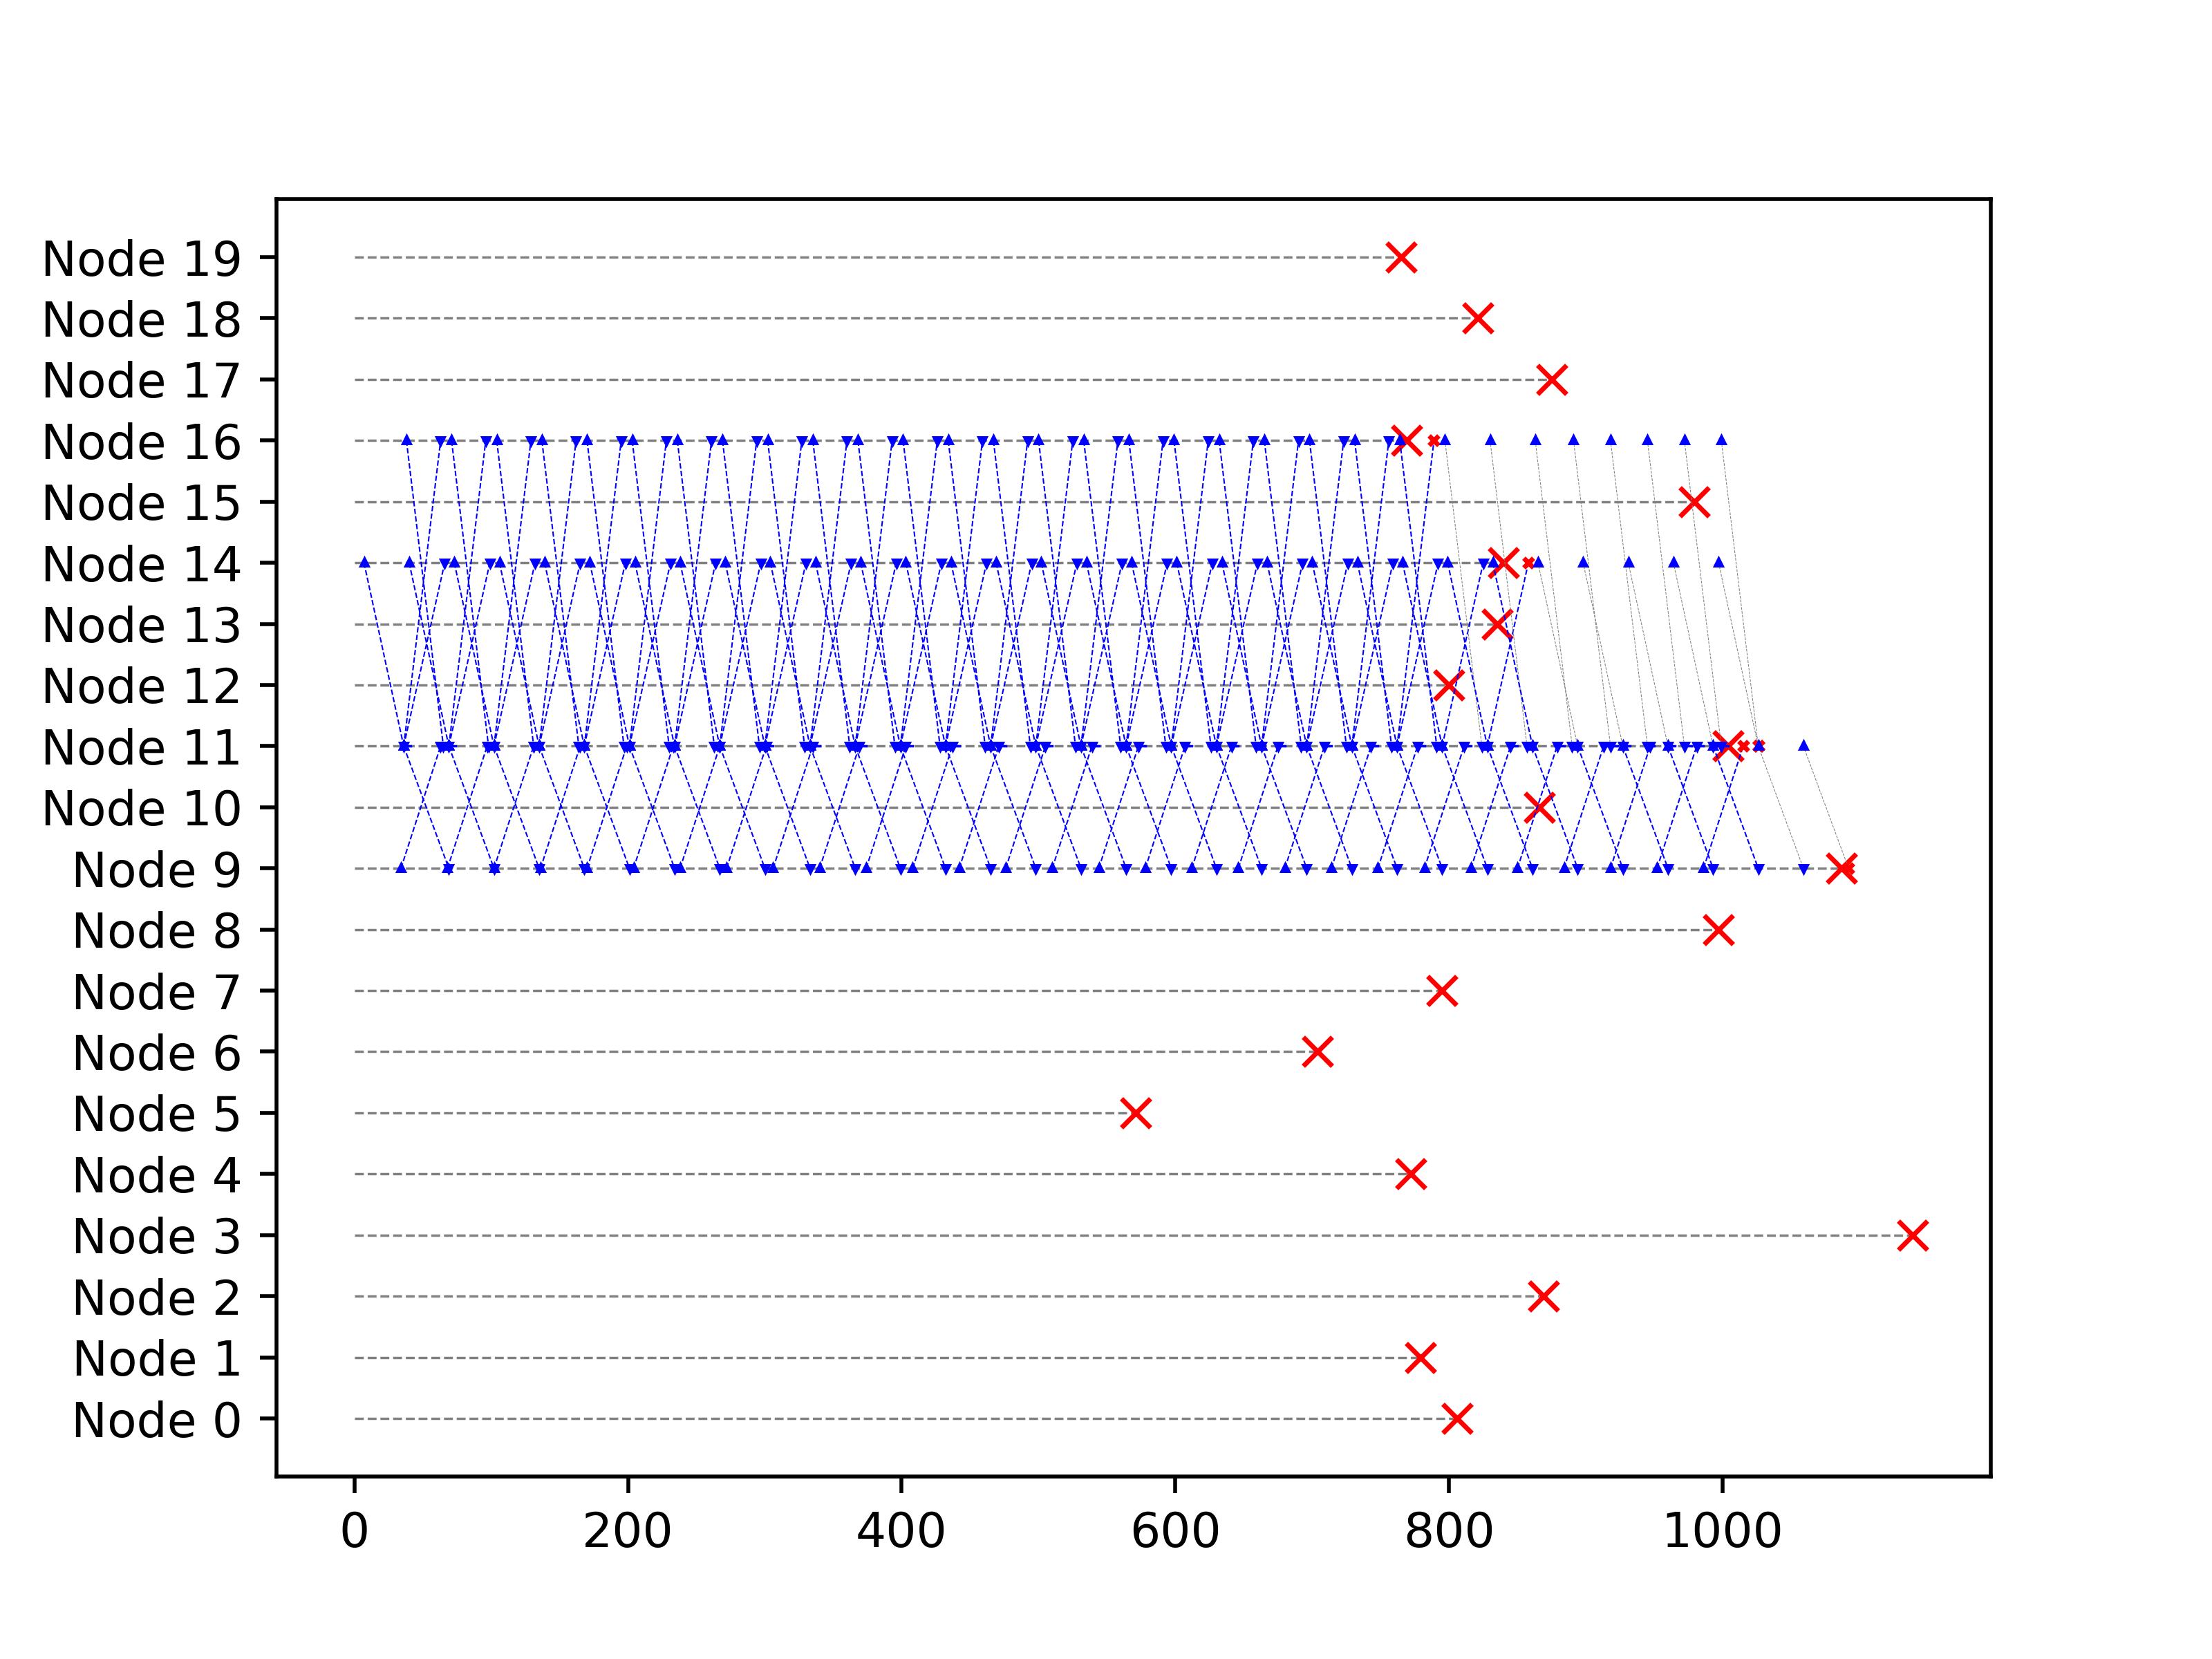 Node 19
Node 18
Node 17
Node 16
Node 15
Node 14
Node 13
Node 12
Node 11
Node 10
Node 9
Node 8
Node 7
Node 6
Node 5
Node 4
Node 3
Node 2
Node 1
Node 0
0 200 400 600 800 1000